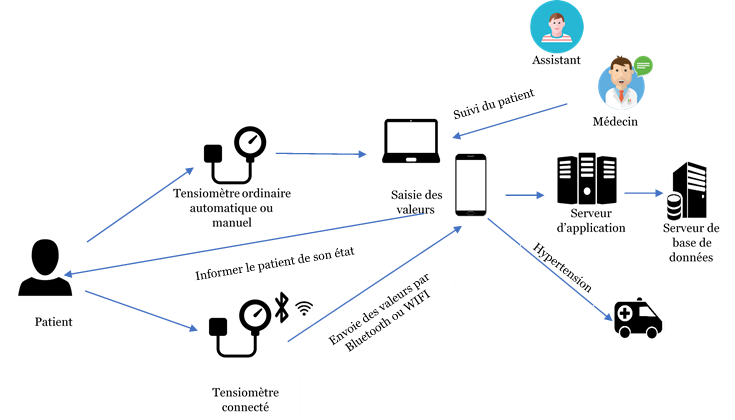 Assistant
Suivi du patient
Médecin
Tensiomètre ordinaire
automatique ou
manuel
Saisie des
valeurs
Serveur
d'application
Serveur de
base de
données
Informer le patient de son état
Hypertension
Envoie des valeurs par
Bluetooth ou WIFI
Patient
Tensiomètre
connecté